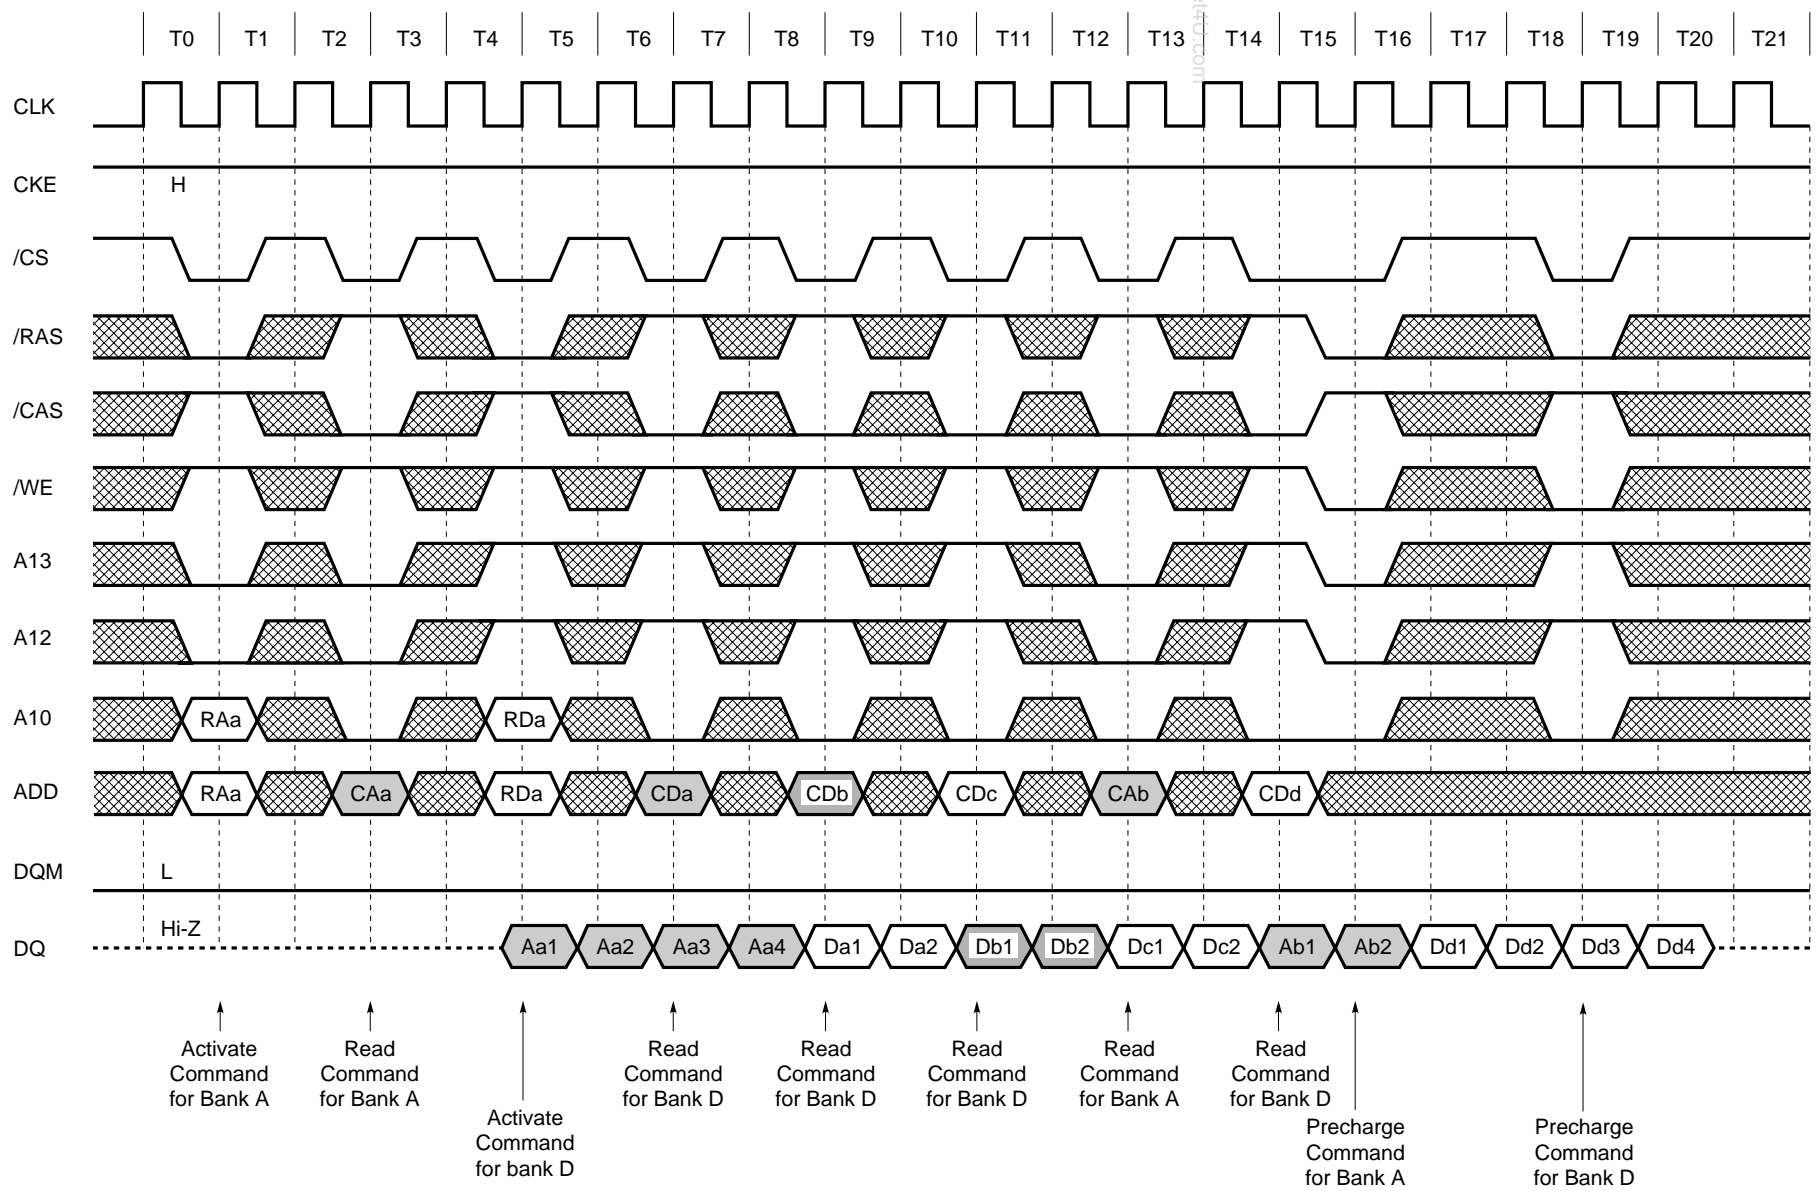 T0 T1 T2 T3 T4 T5 T6 T7 T8 T9 T10 T11 T12 T13 T14 T15 T16 T17 T18 T19 T20 T21
CLK
CKE H
/CS
/RAS
/CAS
/WE
A13
A12
A10 RAa RDa
ADD RAa CAa RDa CDa CDb CDc CAb CDd
DQM L
Hi-Z
DQ Aa1 Aa2 Aa3 Aa4 Da1 Da2 Db1 Db2 Dc1 Dc2 Ab1 Ab2 Dd1 Dd2 Dd3 Dd4
Activate
Command
for Bank A
Read
Command
for Bank A
Activate
Command
for bank D
Read
Command
for Bank D
Read
Command
for Bank D
Read
Command
for Bank D
Read
Command
for Bank A
Read
Command
for Bank D
Precharge
Command
for Bank A
Precharge
Command
for Bank D